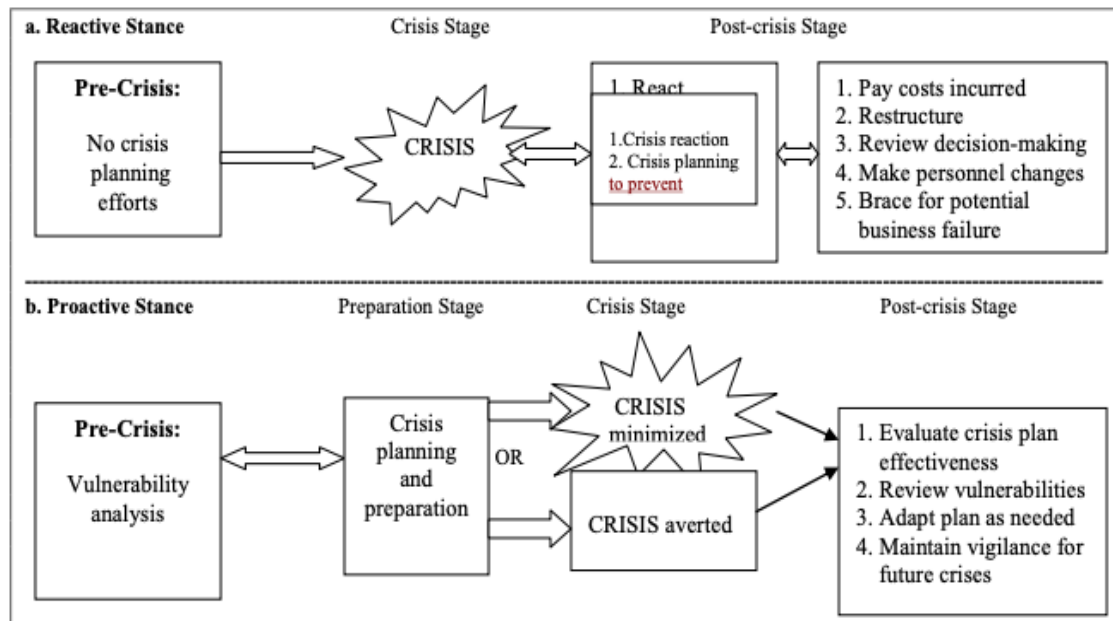 a. Reactive Stance
Crisis Stage
Post-crisis Stage
Pre-Crisis:
No crisis
planning
efforts
CRISIS
1. React
1.Crisis reaction
2. Crisis planning
to prevent
1. Pay costs incurred
2. Restructure
3. Review decision-making
4. Make personnel changes
5. Brace for potential
business failure
b. Proactive Stance
Preparation Stage
Crisis Stage
Post-crisis Stage
Pre-Crisis:
Vulnerability
analysis
Crisis
planning
and
preparation
OR
CRISIS
minimized
CRISIS averted
1. Evaluate crisis plan
effectiveness
2. Review vulnerabilities
3. Adapt plan as needed
4. Maintain vigilance for
future crises